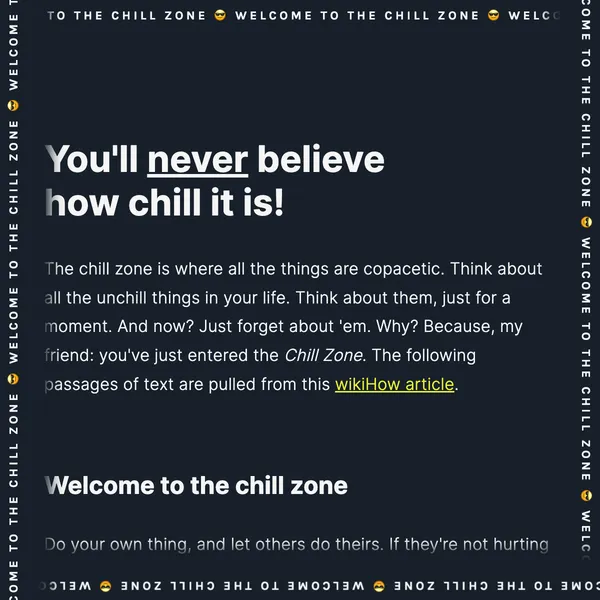 TO THE CHILL ZONE 😎 WELCOME TO THE CHILL ZONE 😎
You'll never believe
how chill it is!
The chill zone is where all the things are copacetic. Think about
all the unchill things in your life. Think about them, just for a
moment. And now? Just forget about 'em. Why? Because, my
friend: you've just entered the Chill Zone. The following
passages of text are pulled from this wikiHow article.
Welcome to the chill zone
Do your own thing, and let others do theirs. If they're not hurting
WELCOME TO THE CHILL ZONE 😎 WELCOME TO THE CHILL ZONE 😎
TO THE CHILL ZONE 😎 WELCOME TO THE CHILL ZONE 😎
TO THE CHILL ZONE 😎 WELCOME TO THE CHILL ZONE 😎